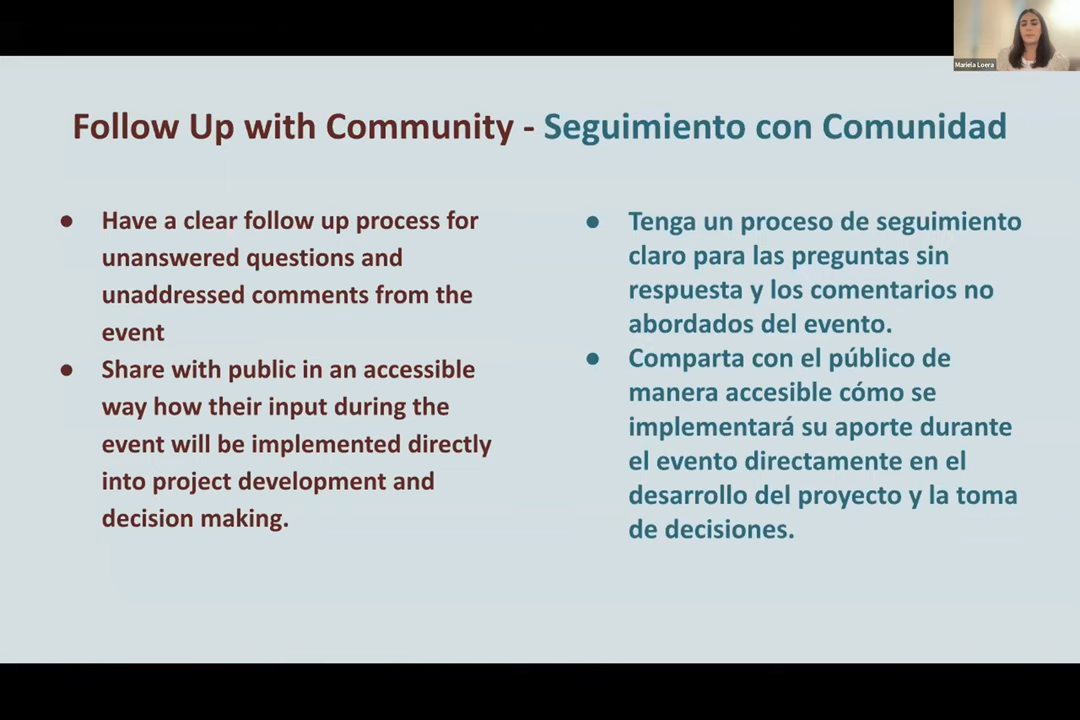 Mariela Loera
Follow Up with Community - Seguimiento con Comunidad
● Have a clear follow up process for
unanswered questions and
unaddressed comments from the
event
● Share with public in an accessible
way how their input during the
event will be implemented directly
into project development and
decision making.
● Tenga un proceso de seguimiento
claro para las preguntas sin
respuesta y los comentarios no
abordados del evento.
● Comparta con el público de
manera accesible cómo se
implementará su aporte durante
el evento directamente en el
desarrollo del proyecto y la toma
de decisiones.